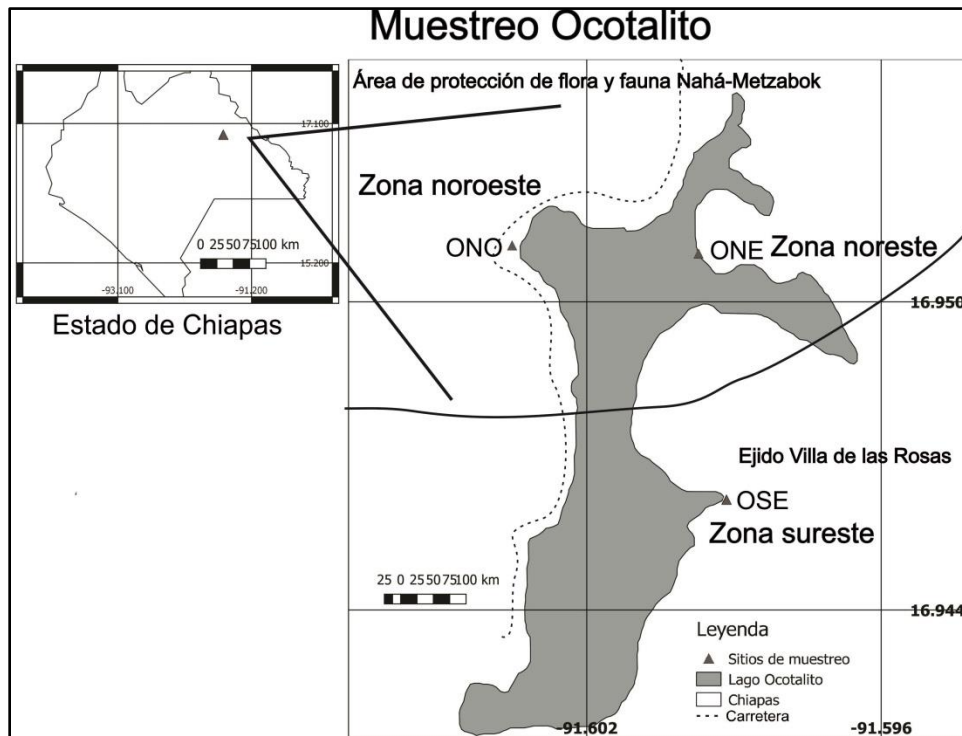 Muestreo Ocotalito
Área de protección de flora y fauna Nahá-Metzabok
17.100
0 25 50 75 100 km
15.200
-93.100
-91.200
Estado de Chiapas
Zona noroeste
ONO
ONE
Zona noreste
16.950
Ejido Villa de las Rosas
OSE
Zona sureste
25 0 25 50 75 100 km
16.944
Leyenda
Sitios de muestreo
Lago Ocotalito
Chiapas
Carretera
-91.602
-91.596